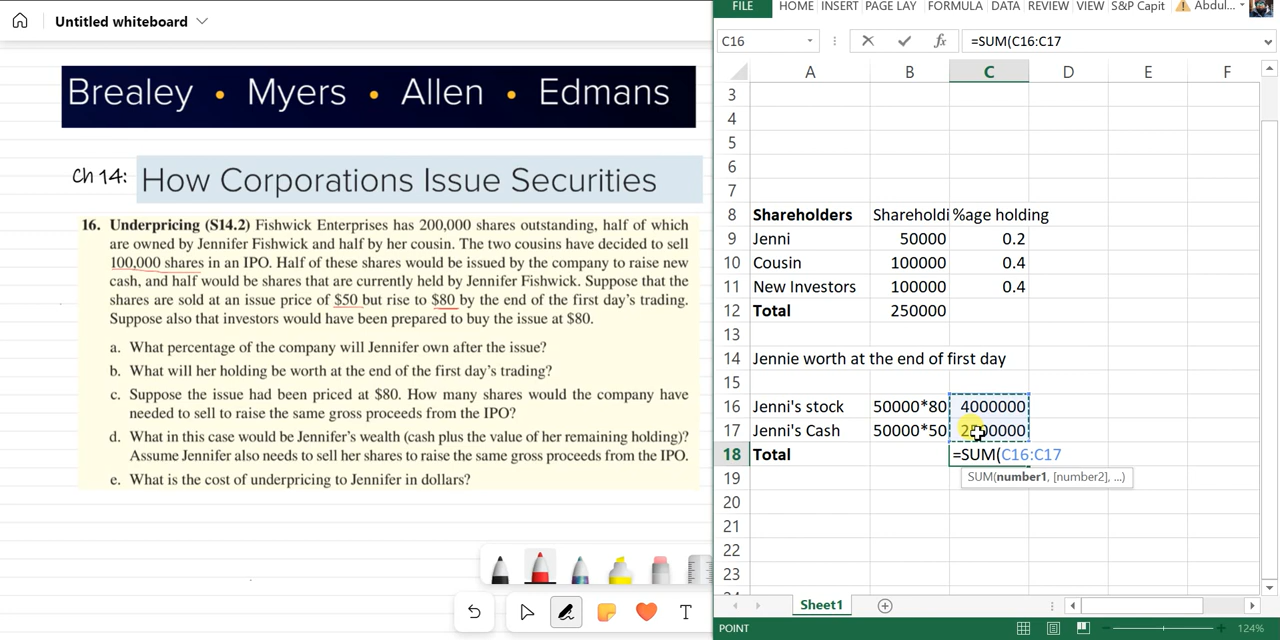 Untitled whiteboard
Brealey • Myers • Allen • Edmans
Ch 14: How Corporations Issue Securities
16. Underpricing (S14.2) Fishwick Enterprises has 200,000 shares outstanding, half of which
are owned by Jennifer Fishwick and half by her cousin. The two cousins have decided to sell
100,000 shares in an IPO. Half of these shares would be issued by the company to raise new
cash, and half would be shares that are currently held by Jennifer Fishwick. Suppose that the
shares are sold at an issue price of $50 but rise to $80 by the end of the first day's trading.
Suppose also that investors would have been prepared to buy the issue at $80.
a. What percentage of the company will Jennifer own after the issue?
b. What will her holding be worth at the end of the first day's trading?
c. Suppose the issue had been priced at $80. How many shares would the company have
needed to sell to raise the same gross proceeds from the IPO?
d. What in this case would be Jennifer's wealth (cash plus the value of her remaining holding)?
Assume Jennifer also needs to sell her shares to raise the same gross proceeds from the IPO.
e. What is the cost of underpricing to Jennifer in dollars?
T
FILE HOME INSERT PAGE LAY FORMULA DATA REVIEW VIEW S&P Capit Abdul...
C16 fx =SUM(C16:C17
A B C D E F
3
4
5
6
7
8 Shareholders Shareholdi %age holding
9 Jenni 50000 0.2
10 Cousin 100000 0.4
11 New Investors 100000 0.4
12 Total 250000
13
14 Jennie worth at the end of first day
15
16 Jenni's stock 50000*80 4000000
17 Jenni's Cash 50000*50
18 Total =SUM(C16:C17
19 SUM(number1, [number2], ...)
20
21
22
23
Sheet1
POINT 124%